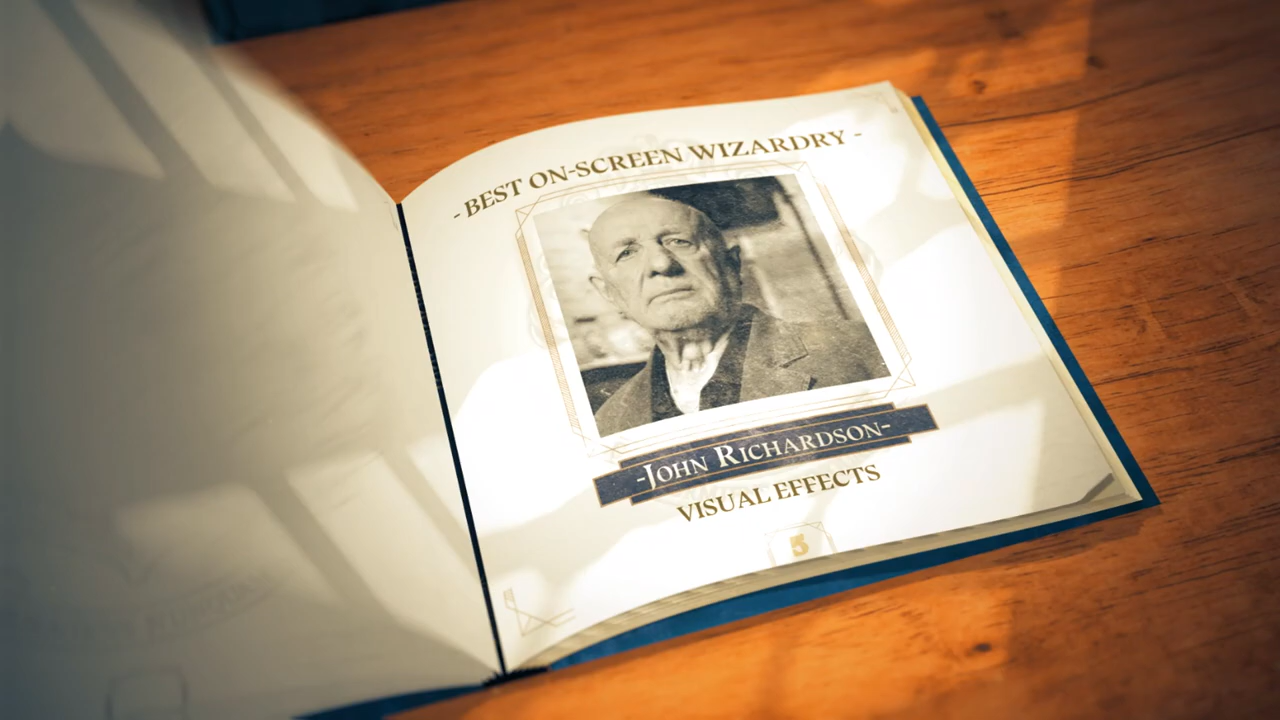 - BEST ON-SCREEN WIZARDRY -
-JOHN RICHARDSON-
VISUAL EFFECTS
5